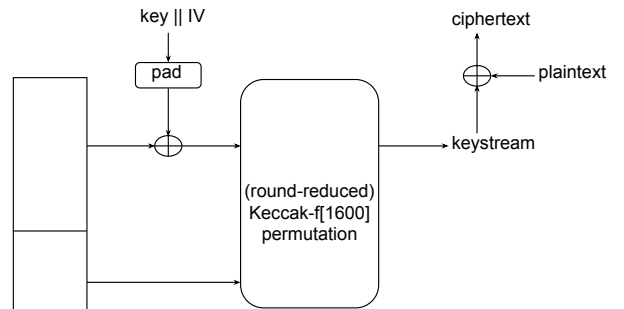 key || IV
pad
ciphertext
plaintext
keystream
(round-reduced)
Keccak-f[1600]
permutation